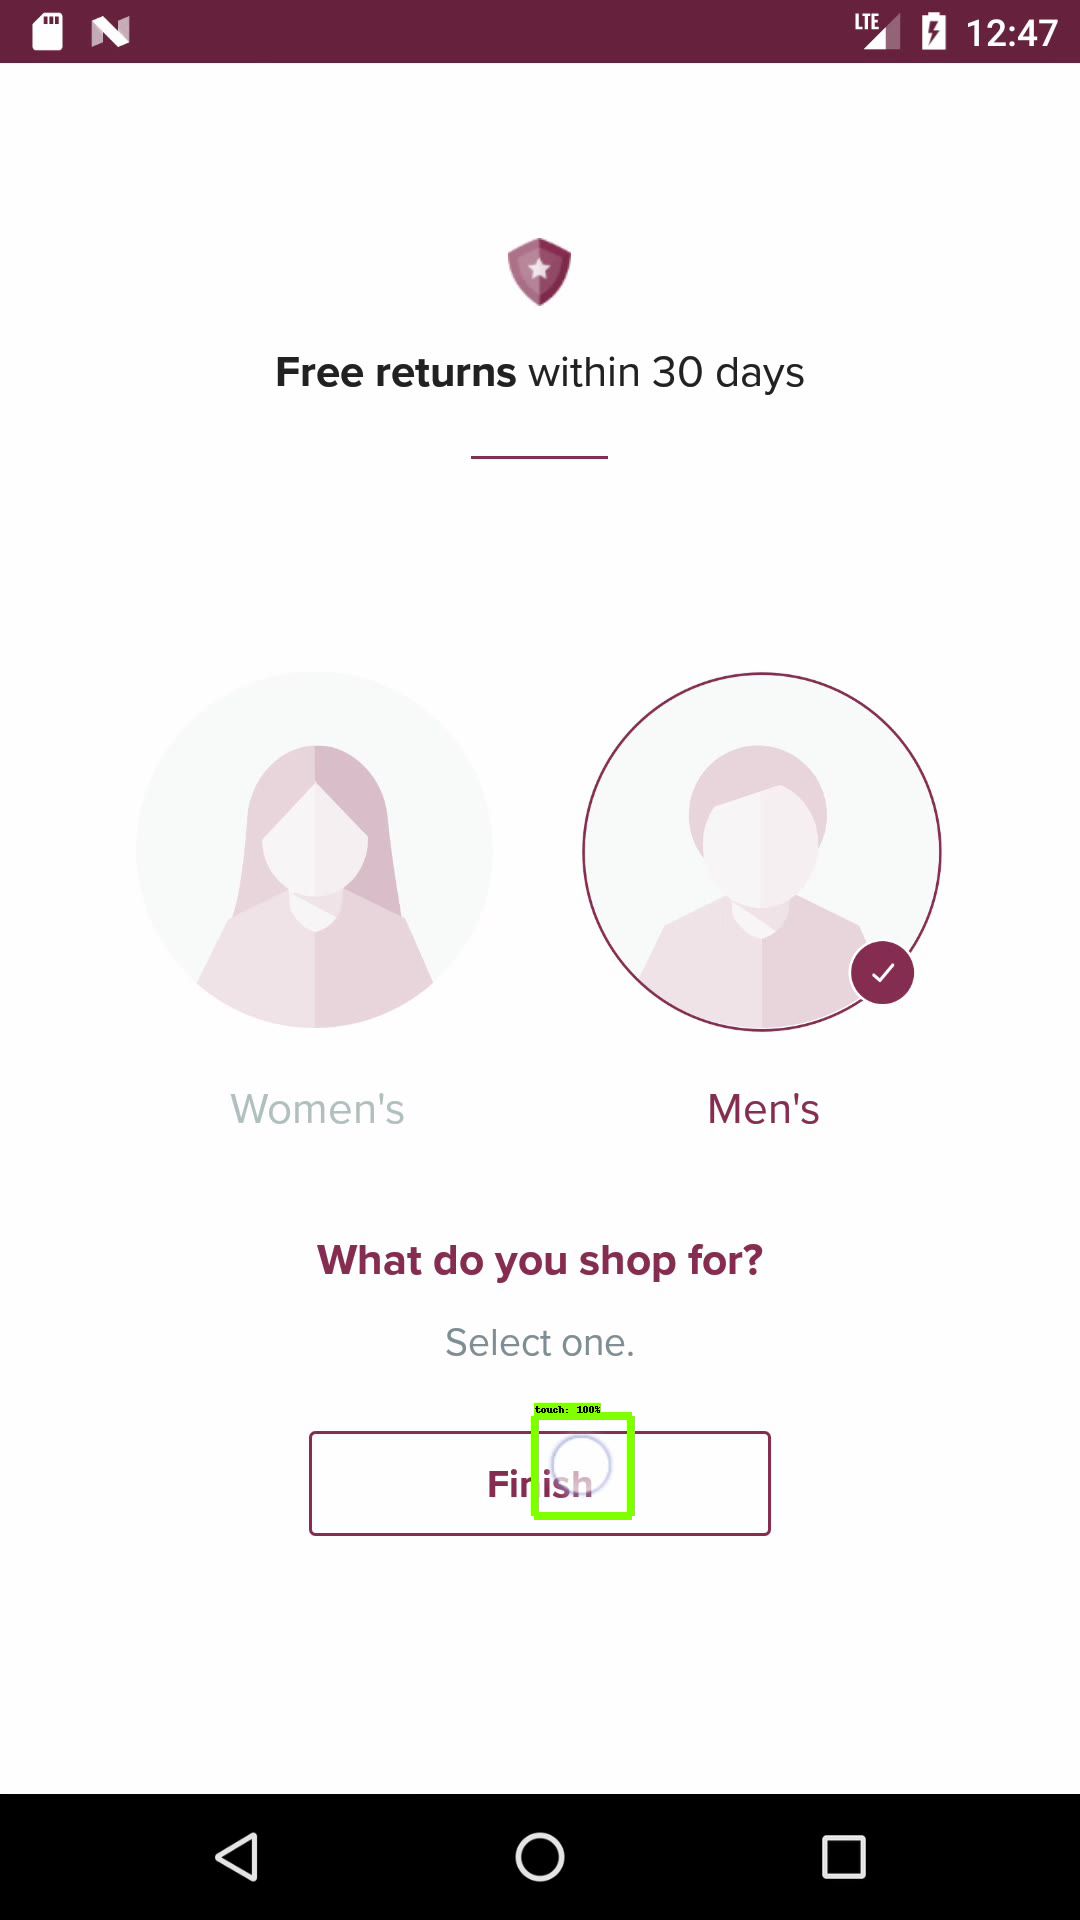 LTE 12:47
Free returns within 30 days
Women's Men's
What do you shop for?
Select one.
touch: 100%
Finish